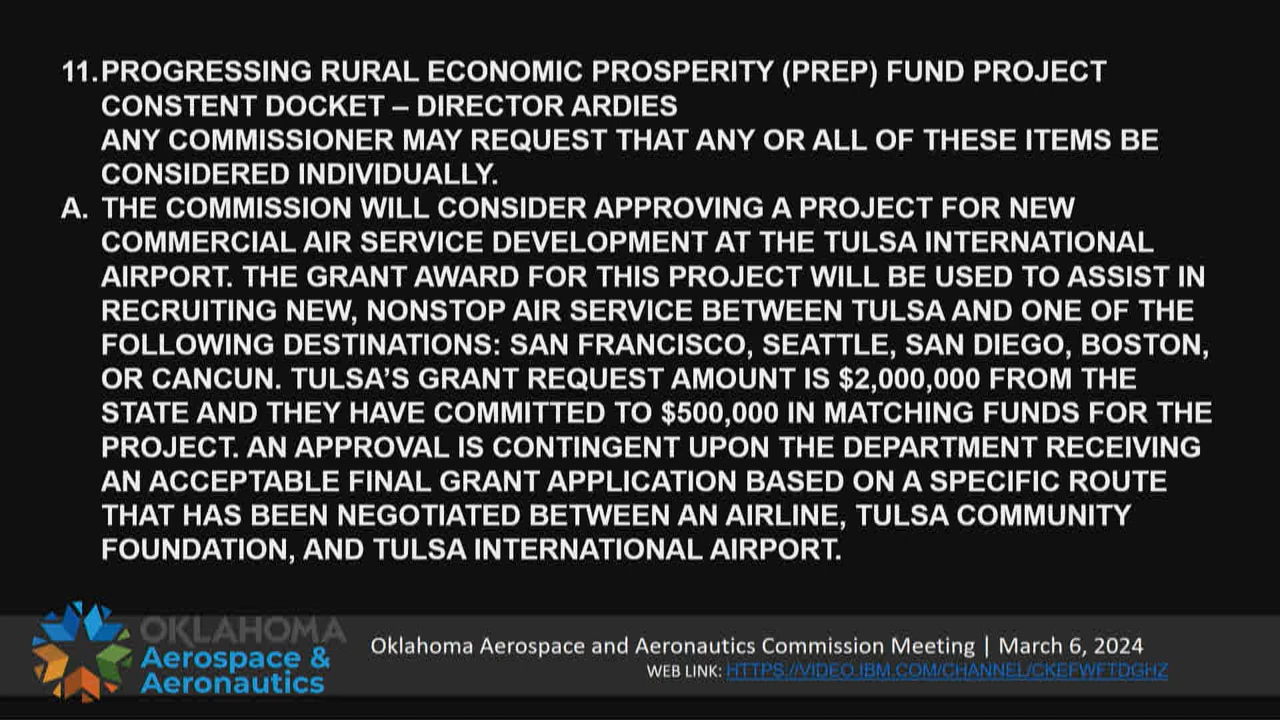 11. PROGRESSING RURAL ECONOMIC PROSPERITY (PREP) FUND PROJECT
CONSTENT DOCKET – DIRECTOR ARDIES
ANY COMMISSIONER MAY REQUEST THAT ANY OR ALL OF THESE ITEMS BE
CONSIDERED INDIVIDUALLY.
A. THE COMMISSION WILL CONSIDER APPROVING A PROJECT FOR NEW
COMMERCIAL AIR SERVICE DEVELOPMENT AT THE TULSA INTERNATIONAL
AIRPORT. THE GRANT AWARD FOR THIS PROJECT WILL BE USED TO ASSIST IN
RECRUITING NEW, NONSTOP AIR SERVICE BETWEEN TULSA AND ONE OF THE
FOLLOWING DESTINATIONS: SAN FRANCISCO, SEATTLE, SAN DIEGO, BOSTON,
OR CANCUN. TULSA’S GRANT REQUEST AMOUNT IS $2,000,000 FROM THE
STATE AND THEY HAVE COMMITTED TO $500,000 IN MATCHING FUNDS FOR THE
PROJECT. AN APPROVAL IS CONTINGENT UPON THE DEPARTMENT RECEIVING
AN ACCEPTABLE FINAL GRANT APPLICATION BASED ON A SPECIFIC ROUTE
THAT HAS BEEN NEGOTIATED BETWEEN AN AIRLINE, TULSA COMMUNITY
FOUNDATION, AND TULSA INTERNATIONAL AIRPORT.
OKLAHOMA
Aerospace &
Aeronautics
Oklahoma Aerospace and Aeronautics Commission Meeting | March 6, 2024
WEB LINK: HTTPS://VIDEO.IBM.COM/CHANNEL/CKEFWFTDGHZ